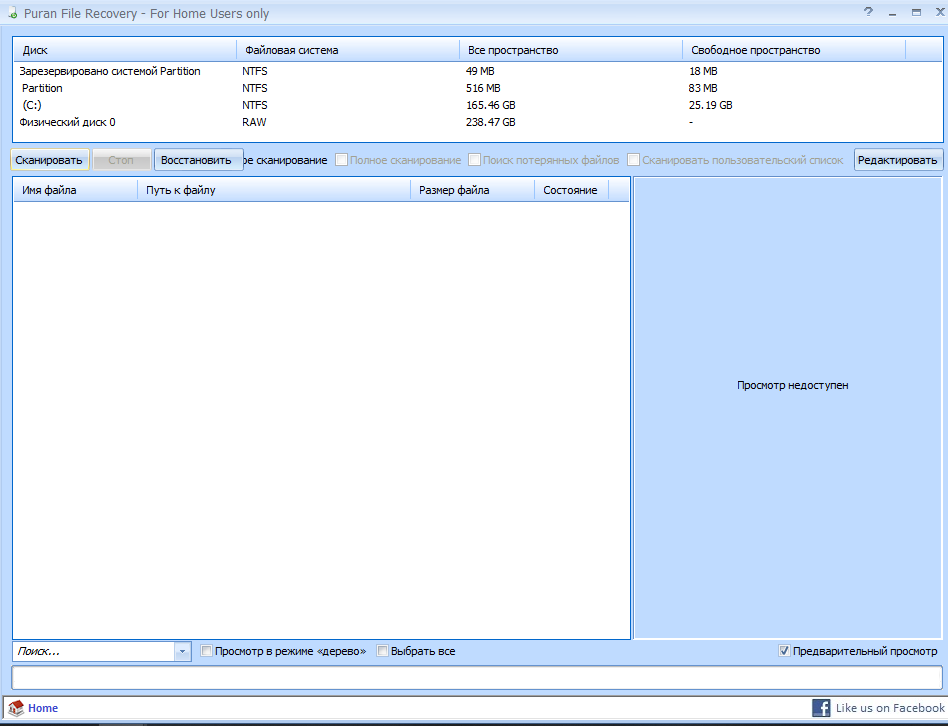 Puran File Recovery - For Home Users only
Диск Файловая система Все пространство Свободное пространство
Зарезервировано системой Partition NTFS 49 MB 18 MB
Partition NTFS 516 MB 83 MB
(C:) NTFS 165.46 GB 25.19 GB
Физический диск 0 RAW 238.47 GB -
Сканировать Стоп Восстановить ре сканирование Полное сканирование Поиск потерянных файлов Сканировать пользовательский список Редактировать
Имя файла Путь к файлу Размер файла Состояние
Просмотр недоступен
Поиск... Просмотр в режиме «дерево» Выбрать все Предварительный просмотр
Home Like us on Facebook